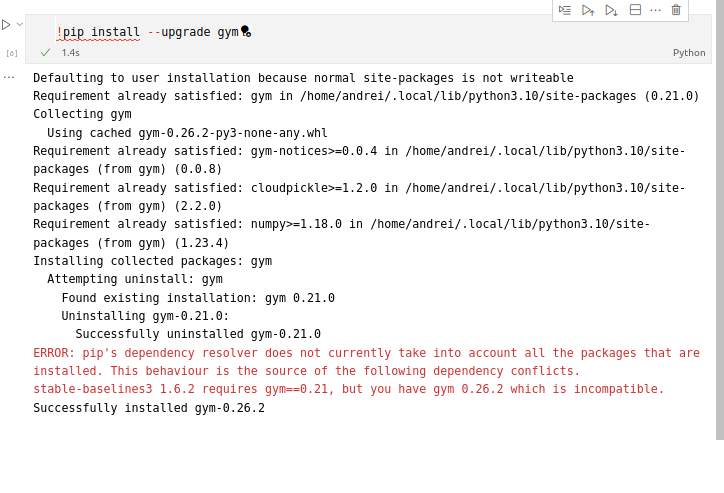 !pip install --upgrade gym
[6]
1.4s
Python
Defaulting to user installation because normal site-packages is not writeable
Requirement already satisfied: gym in /home/andrei/.local/lib/python3.10/site-packages (0.21.0)
Collecting gym
  Using cached gym-0.26.2-py3-none-any.whl
Requirement already satisfied: gym-notices>=0.0.4 in /home/andrei/.local/lib/python3.10/site-
packages (from gym) (0.0.8)
Requirement already satisfied: cloudpickle>=1.2.0 in /home/andrei/.local/lib/python3.10/site-
packages (from gym) (2.2.0)
Requirement already satisfied: numpy>=1.18.0 in /home/andrei/.local/lib/python3.10/site-
packages (from gym) (1.23.4)
Installing collected packages: gym
  Attempting uninstall: gym
    Found existing installation: gym 0.21.0
    Uninstalling gym-0.21.0:
      Successfully uninstalled gym-0.21.0
ERROR: pip's dependency resolver does not currently take into account all the packages that are
installed. This behaviour is the source of the following dependency conflicts.
stable-baselines3 1.6.2 requires gym==0.21, but you have gym 0.26.2 which is incompatible.
Successfully installed gym-0.26.2